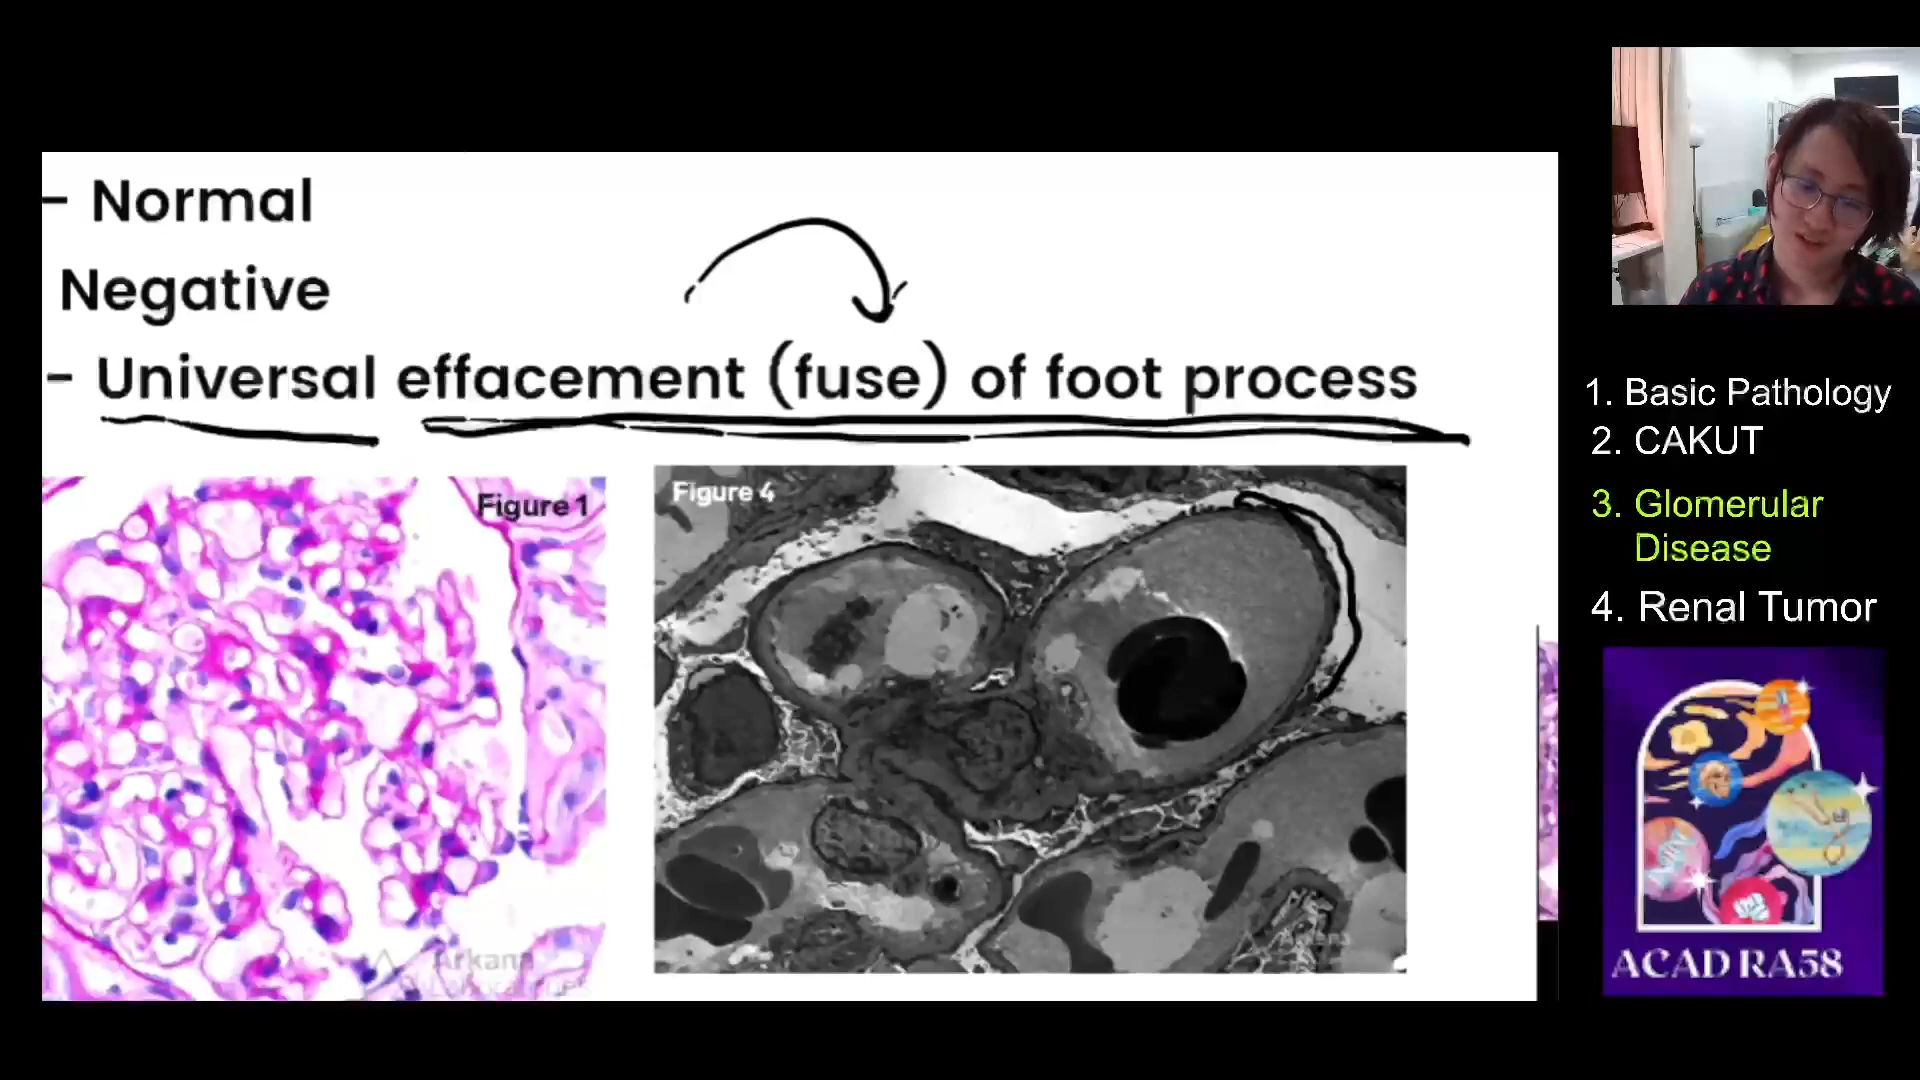 - Normal
Negative
- Universal effacement (fuse) of foot process
Figure 1
Figure 4
Arkana
Laboratories
Arkana
1. Basic Pathology
2. CAKUT
3. Glomerular
Disease
4. Renal Tumor
ACAD RA58